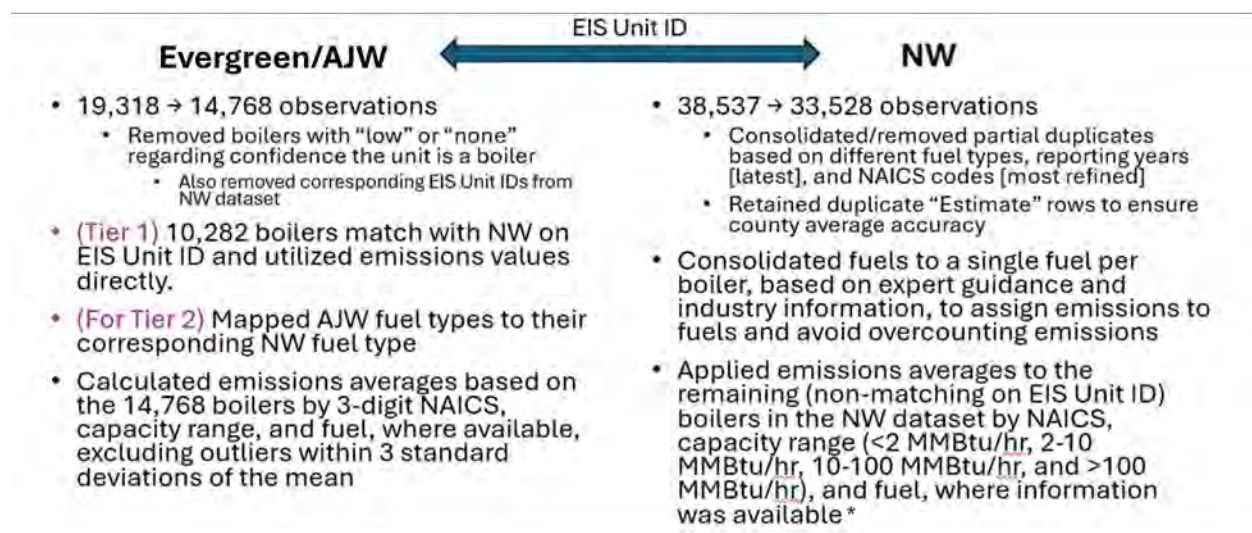 EIS Unit ID
Evergreen/AJW
NW
• 19,318 → 14,768 observations
• Removed boilers with “low” or “none”
regarding confidence the unit is a boiler
• Also removed corresponding EIS Unit IDs from
NW dataset
• (Tier 1) 10,282 boilers match with NW on
EIS Unit ID and utilized emissions values
directly.
• (For Tier 2) Mapped AJW fuel types to their
corresponding NW fuel type
• Calculated emissions averages based on
the 14,768 boilers by 3-digit NAICS,
capacity range, and fuel, where available,
excluding outliers within 3 standard
deviations of the mean
• 38,537 → 33,528 observations
• Consolidated/removed partial duplicates
based on different fuel types, reporting years
[latest], and NAICS codes [most refined]
• Retained duplicate “Estimate” rows to ensure
county average accuracy
• Consolidated fuels to a single fuel per
boiler, based on expert guidance and
industry information, to assign emissions to
fuels and avoid overcounting emissions
• Applied emissions averages to the
remaining (non-matching on EIS Unit ID)
boilers in the NW dataset by NAICS,
capacity range (<2 MMBtu/hr, 2-10
MMBtu/hr, 10-100 MMBtu/hr, and >100
MMBtu/hr), and fuel, where information
was available*